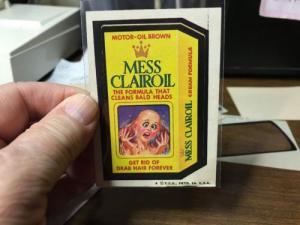 MOTOR-OIL BROWN
MESS
CLAIROIL
THE FORMULA THAT
CLEANS BALD HEADS
GET RID OF
DRAB HAIR FOREVER
MESS CLAIROIL
CREAM FORMULA